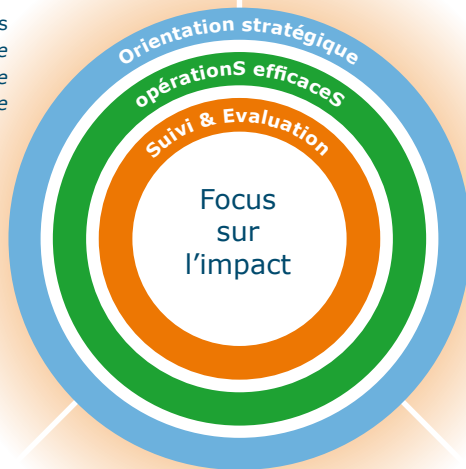 s
e
e
e
Orientation stratégique
opérationS efficaceS
Suivi & Evaluation
Focus
sur
l'impact